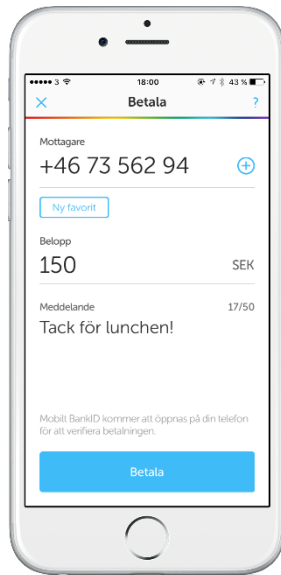 3 18:00 43 %
Betala ?
Mottagare
+46 73 562 94
Ny favorit
Belopp
150 SEK
Meddelande 17/50
Tack för lunchen!
Mobilt BankID kommer att öppnas på din telefon
för att verifiera betalningen.
Betala